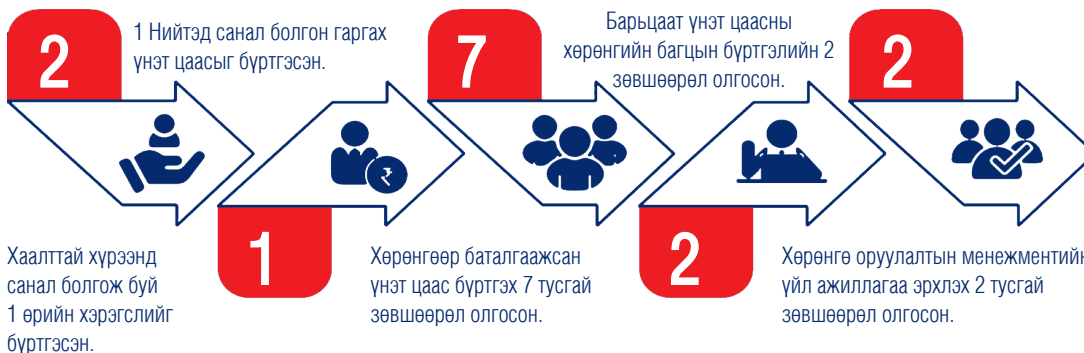 2
1 Нийтэд санал болгон гаргах
үнэт цаасыг бүртгэсэн.
7
Барьцаат үнэт цаасны
хөрөнгийн багцын бүртгэлийн 2
зөвшөөрөл олгосон.
2
Хаалттай хүрээнд
санал болгож буй
1 өрийн хэрэгслийг
бүртгэсэн.
1
Хөрөнгөөр баталгаажсан
үнэт цаас бүртгэх 7 тусгай
зөвшөөрөл олгосон.
2
Хөрөнгө оруулалтын менежментийн
үйл ажиллагаа эрхлэх 2 тусгай
зөвшөөрөл олгосон.